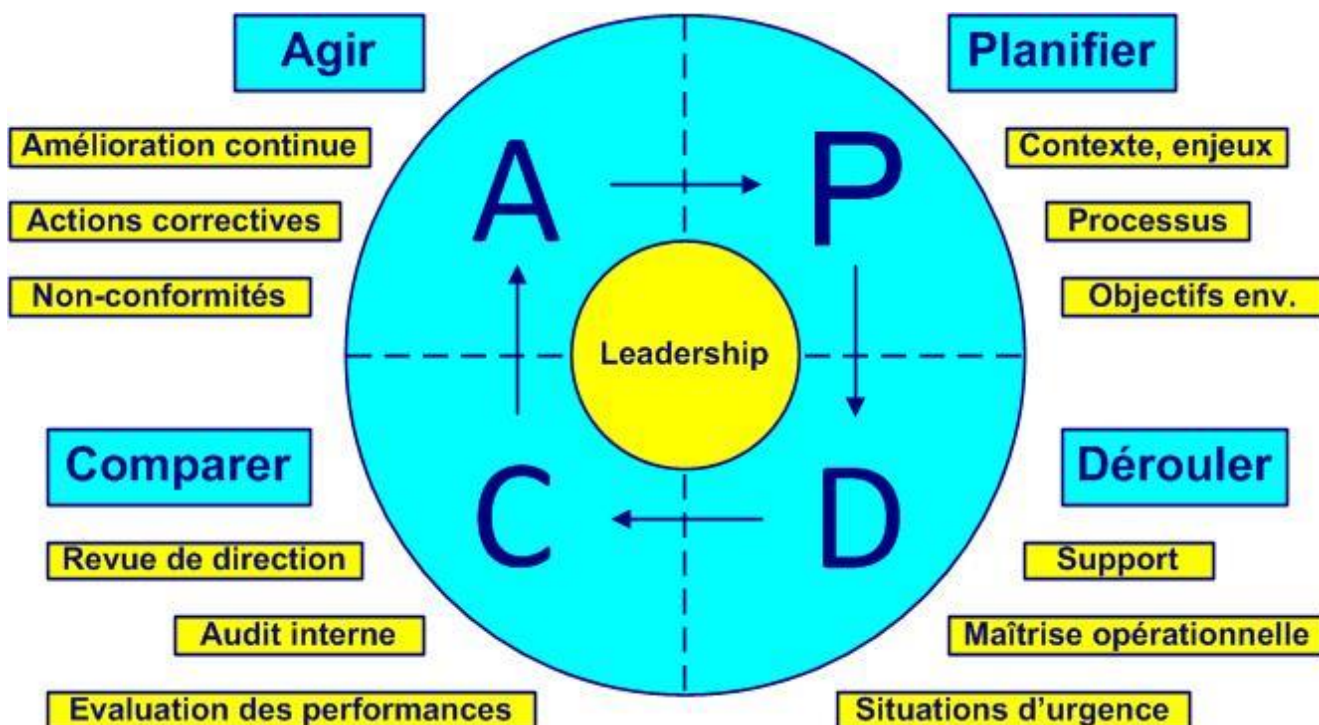 Agir
Planifier
Amélioration continue
Contexte, enjeux
Actions correctives
Processus
Non-conformités
Objectifs env.
A
P
Leadership
C
D
Comparer
Dérouler
Revue de direction
Support
Audit interne
Maîtrise opérationnelle
Evaluation des performances
Situations d'urgence